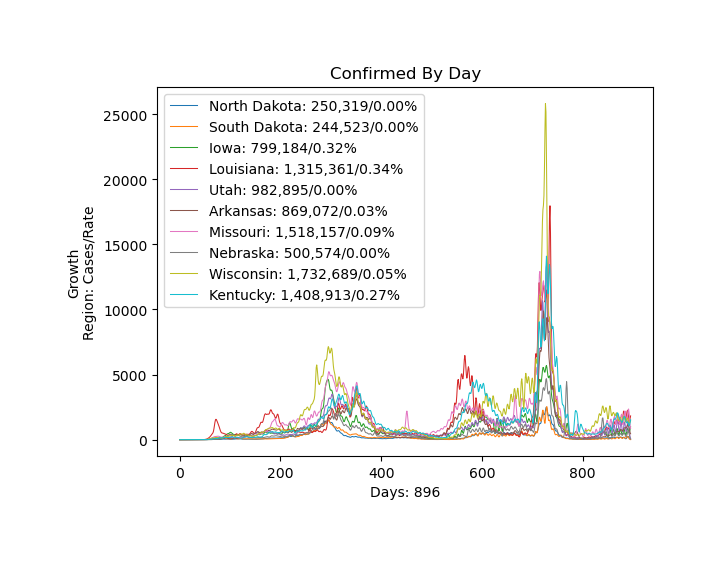 Confirmed By Day
Growth
Region: Cases/Rate
25000
20000
15000
10000
5000
0
North Dakota: 250,319/0.00%
South Dakota: 244,523/0.00%
Iowa: 799,184/0.32%
Louisiana: 1,315,361/0.34%
Utah: 982,895/0.00%
Arkansas: 869,072/0.03%
Missouri: 1,518,157/0.09%
Nebraska: 500,574/0.00%
Wisconsin: 1,732,689/0.05%
Kentucky: 1,408,913/0.27%
0 200 400 600 800
Days: 896